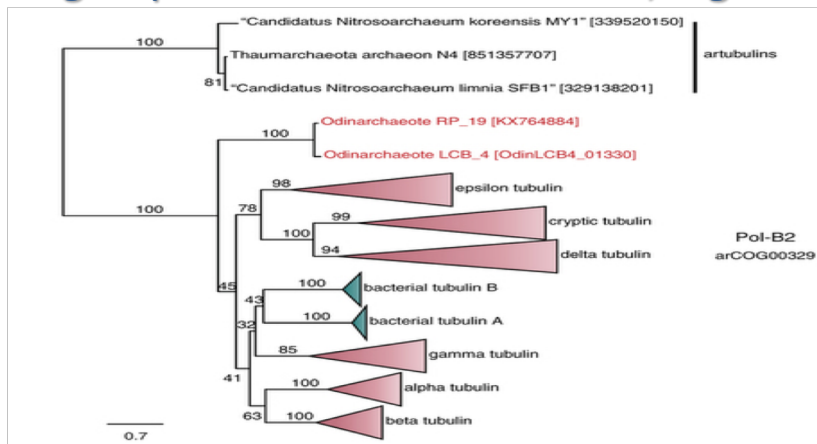 100
"Candidatus Nitrosoarchaeum koreensis MY1" [339520150]
Thaumarchaeota archaeon N4 [851357707]
81
"Candidatus Nitrosoarchaeum limnia SFB1" [329138201]
artubulins
100
Odinarchaeote RP_19 [KX764884]
Odinarchaeote LCB_4 [OdinLCB4_01330]
100
98
epsilon tubulin
78
99
cryptic tubulin
100
94
delta tubulin
Pol-B2
arCOG00329
45
100
bacterial tubulin B
43
100
bacterial tubulin A
32
85
gamma tubulin
41
100
alpha tubulin
63
100
beta tubulin
0.7